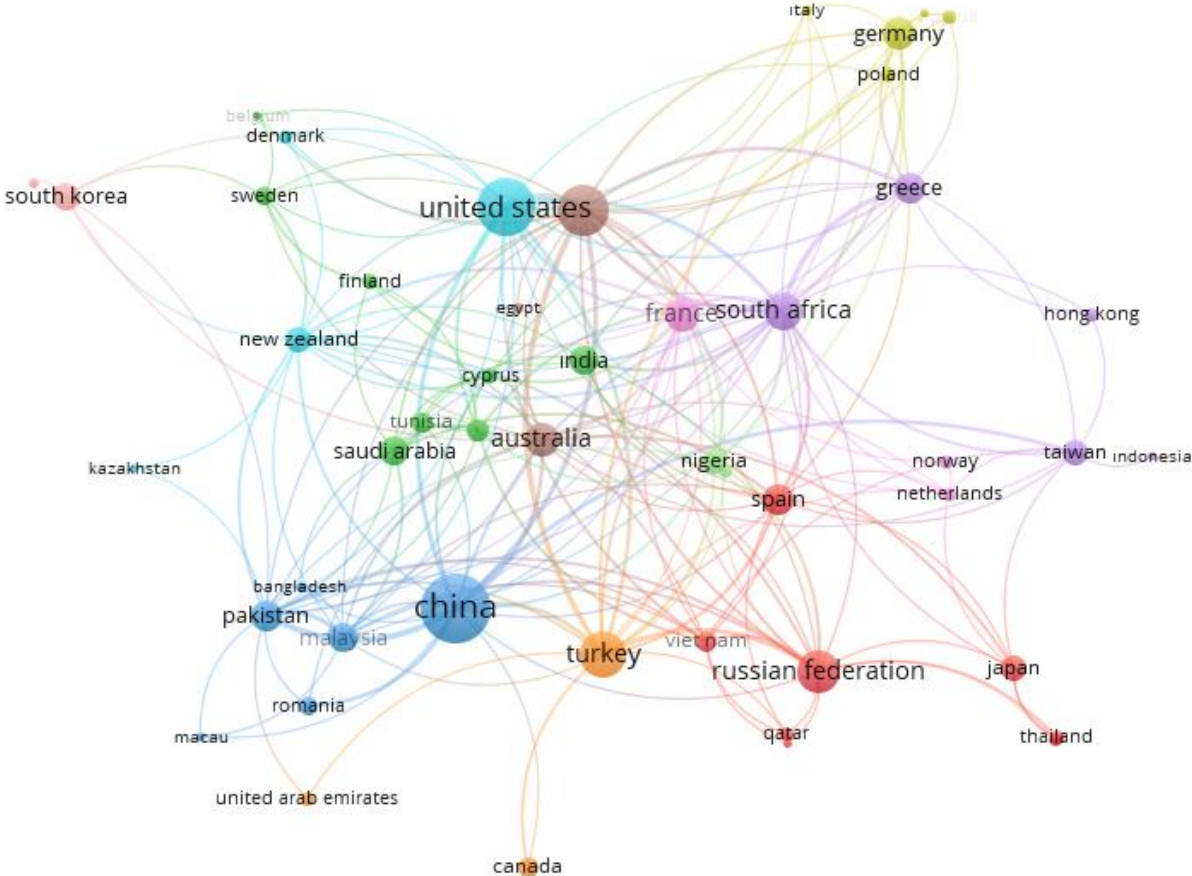 italy
germany
poland
belgium
denmark
south korea
sweden
united states
greece
finland
egypt
france
south africa
hong kong
new zealand
india
cyprus
tunisia
australia
saudi arabia
nigeria
norway
taiwan
indonesia
kazakhstan
netherlands
spain
bangladesh
pakistan
china
malaysia
turkey
viet nam
russian federation
japan
romania
macau
qatar
thailand
united arab emirates
canada